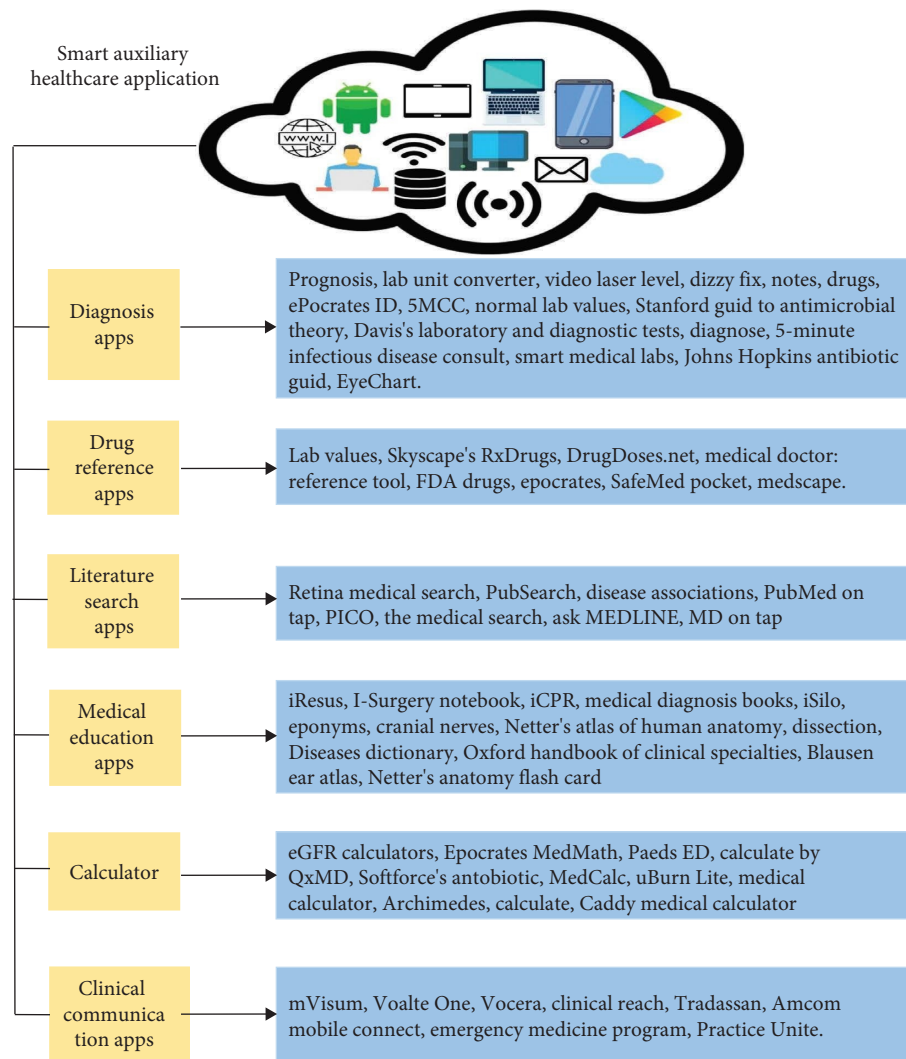 Smart auxiliary
healthcare application
www.
Diagnosis
apps
Prognosis, lab unit converter, video laser level, dizzy fix, notes, drugs,
ePocrates ID, 5MCC, normal lab values, Stanford guid to antimicrobial
theory, Davis's laboratory and diagnostic tests, diagnose, 5-minute
infectious disease consult, smart medical labs, Johns Hopkins antibiotic
guid, EyeChart.
Drug
reference
apps
Lab values, Skyscape's RxDrugs, DrugDoses.net, medical doctor:
reference tool, FDA drugs, epocrates, SafeMed pocket, medscape.
Literature
search
apps
Retina medical search, PubSearch, disease associations, PubMed on
tap, PICO, the medical search, ask MEDLINE, MD on tap
Medical
education
apps
iResus, I-Surgery notebook, iCPR, medical diagnosis books, iSilo,
eponyms, cranial nerves, Netter's atlas of human anatomy, dissection,
Diseases dictionary, Oxford handbook of clinical specialties, Blausen
ear atlas, Netter's anatomy flash card
Calculator
eGFR calculators, Epocrates MedMath, Paeds ED, calculate by
QxMD, Softforce's antobiotic, MedCalc, uBurn Lite, medical
calculator, Archimedes, calculate, Caddy medical calculator
Clinical
communica
tion apps
mVisum, Voalte One, Vocera, clinical reach, Tradassan, Amcom
mobile connect, emergency medicine program, Practice Unite.